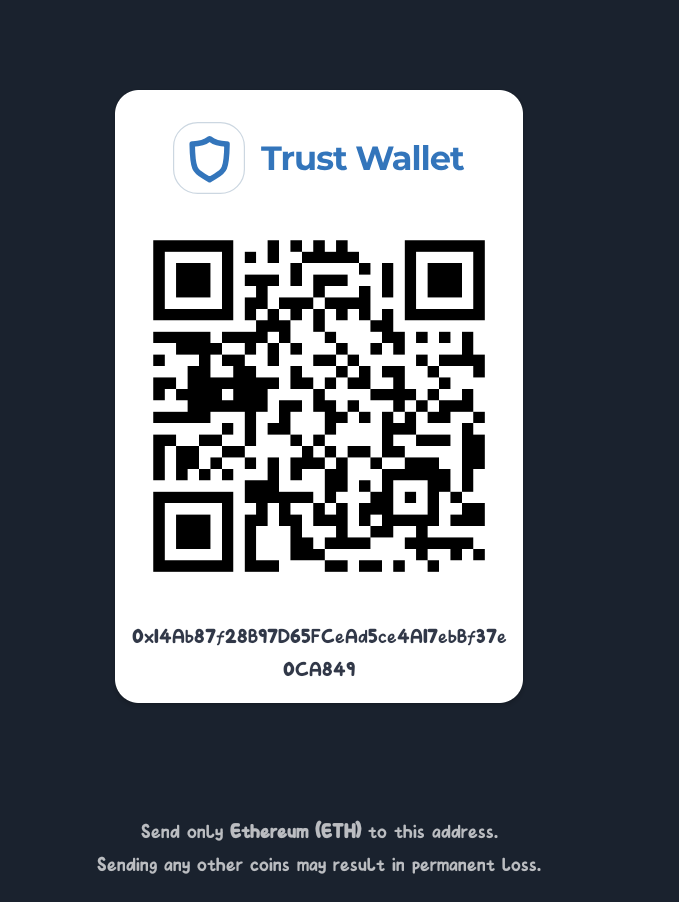 Trust Wallet
0x14Ab87f28B97D65FCeAd5ce4A17ebBf37e
0CA849
Send only Ethereum (ETH) to this address.
Sending any other coins may result in permanent loss.